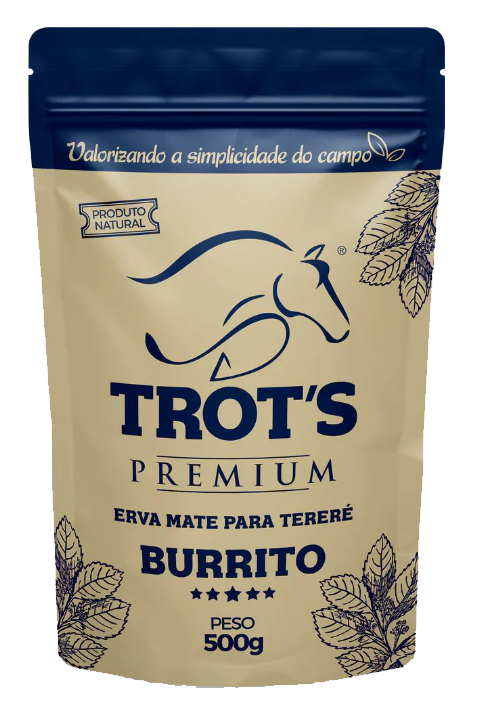 Valorizando a simplicidade do campo
PRODUTO
NATURAL
®
TROT'S
PREMIUM
ERVA MATE PARA TERERÉ
BURRITO
PESO
500g